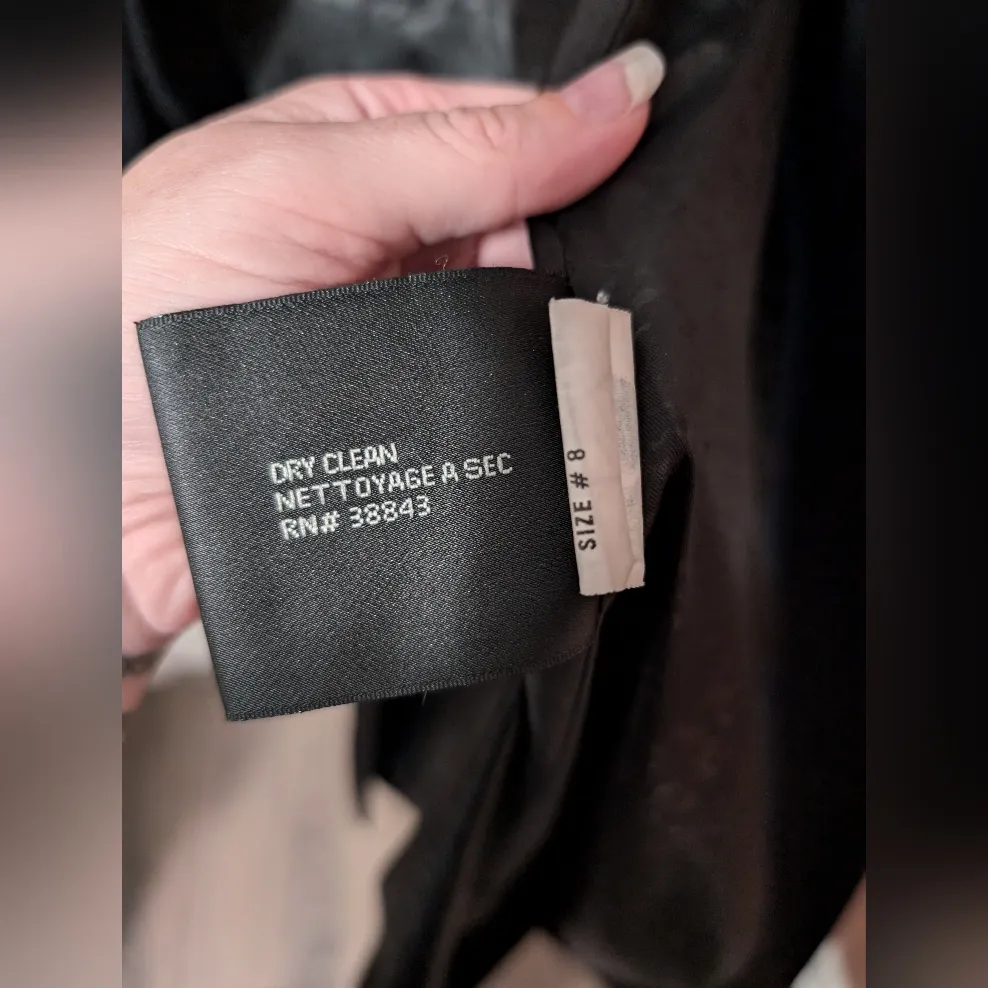 DRY CLEAN
NETTOYAGE A SEC
RN# 38843
SIZE # 8